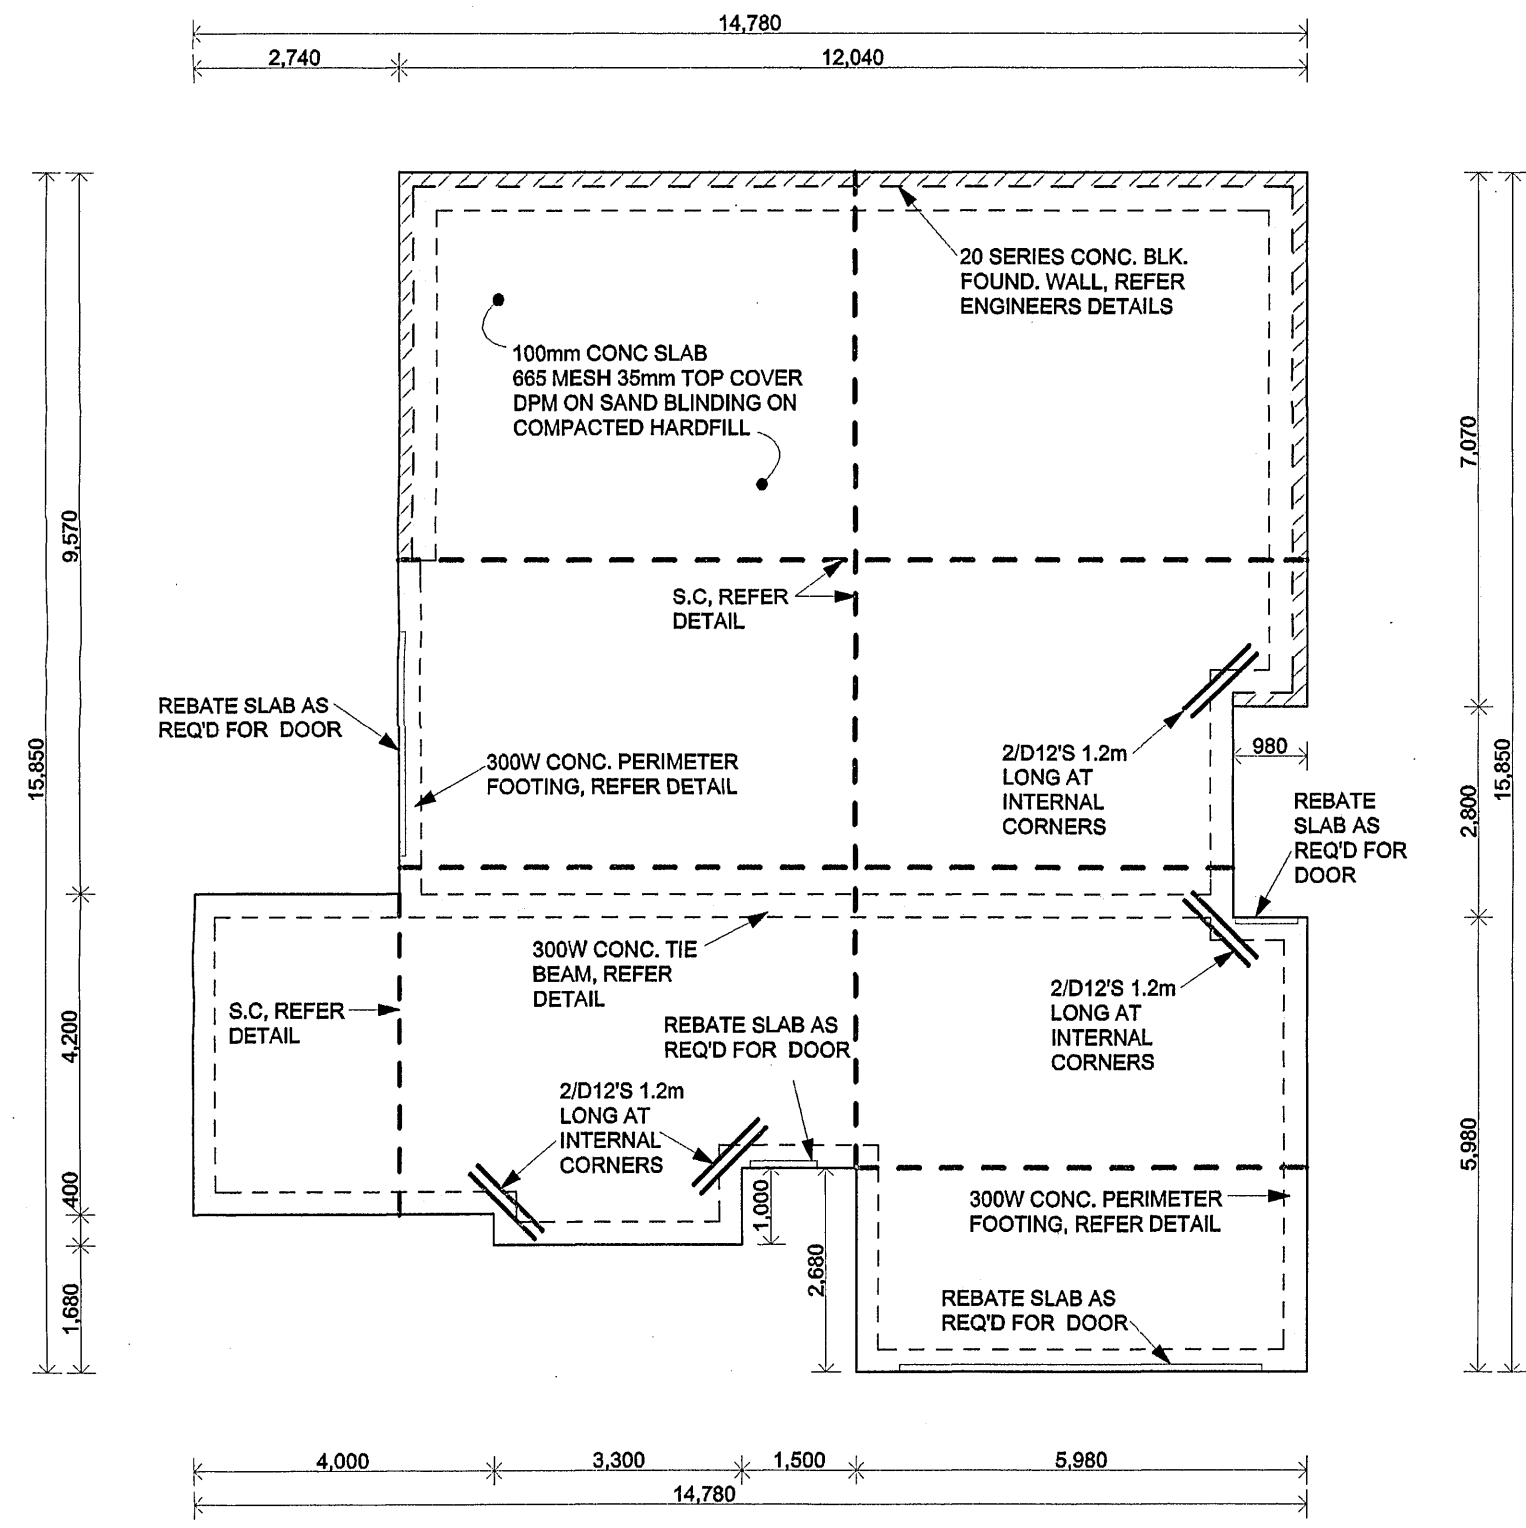 14,780
2,740
12,040
20 SERIES CONC. BLK.
FOUND. WALL, REFER
ENGINEERS DETAILS
100mm CONC SLAB
665 MESH 35mm TOP COVER
DPM ON SAND BLINDING ON
COMPACTED HARDFILL
7,070
9,570
S.C, REFER
DETAIL
REBATE SLAB AS
REQ'D FOR DOOR
300W CONC. PERIMETER
FOOTING, REFER DETAIL
2/D12'S 1.2m
LONG AT
INTERNAL
CORNERS
980
15,850
2,800
15,850
REBATE
SLAB AS
REQ'D FOR
DOOR
300W CONC. TIE
BEAM, REFER
DETAIL
2/D12'S 1.2m
LONG AT
INTERNAL
CORNERS
S.C, REFER
DETAIL
4,200
REBATE SLAB AS
REQ'D FOR DOOR
2/D12'S 1.2m
LONG AT
INTERNAL
CORNERS
5,980
400
1,000
300W CONC. PERIMETER
FOOTING, REFER DETAIL
2,680
1,680
REBATE SLAB AS
REQ'D FOR DOOR
4,000
3,300
1,500
5,980
14,780